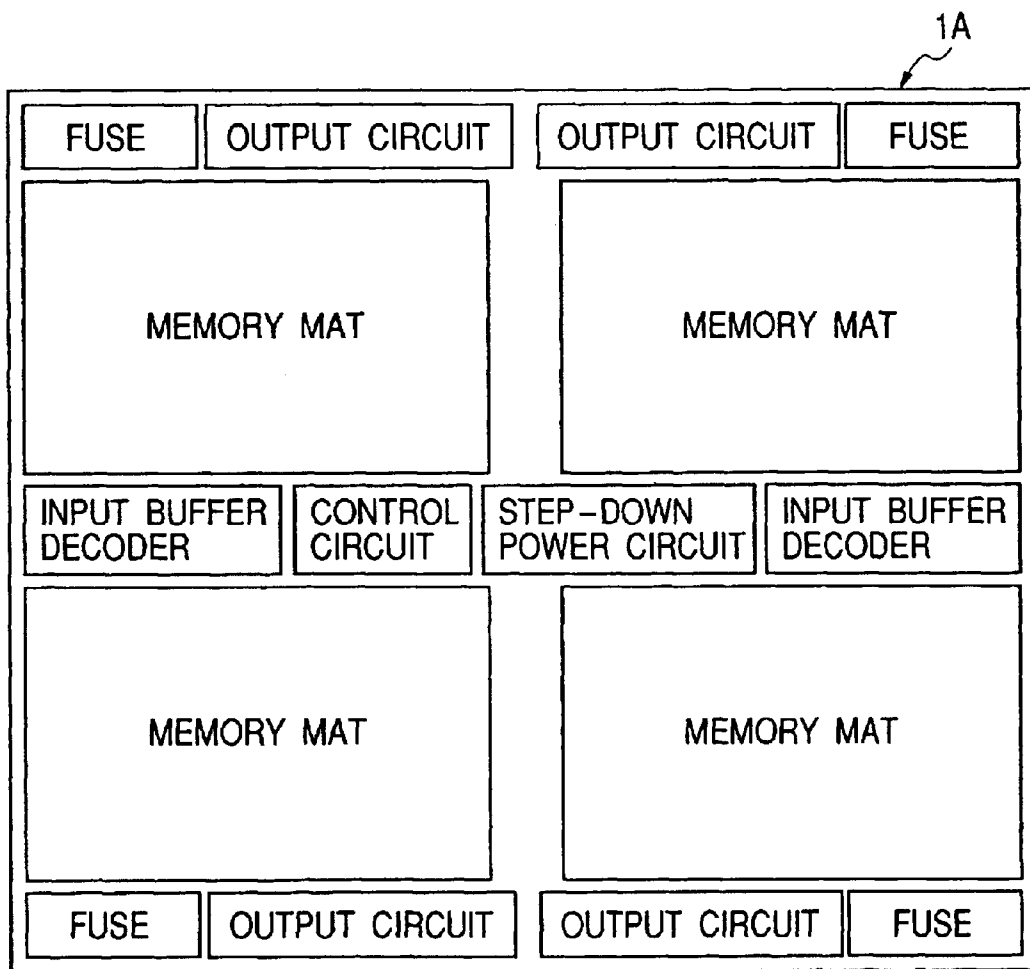 1A
FUSE OUTPUT CIRCUIT OUTPUT CIRCUIT FUSE
MEMORY MAT MEMORY MAT
INPUT BUFFER DECODER
CONTROL CIRCUIT
STEP-DOWN POWER CIRCUIT
INPUT BUFFER DECODER
MEMORY MAT MEMORY MAT
FUSE OUTPUT CIRCUIT OUTPUT CIRCUIT FUSE